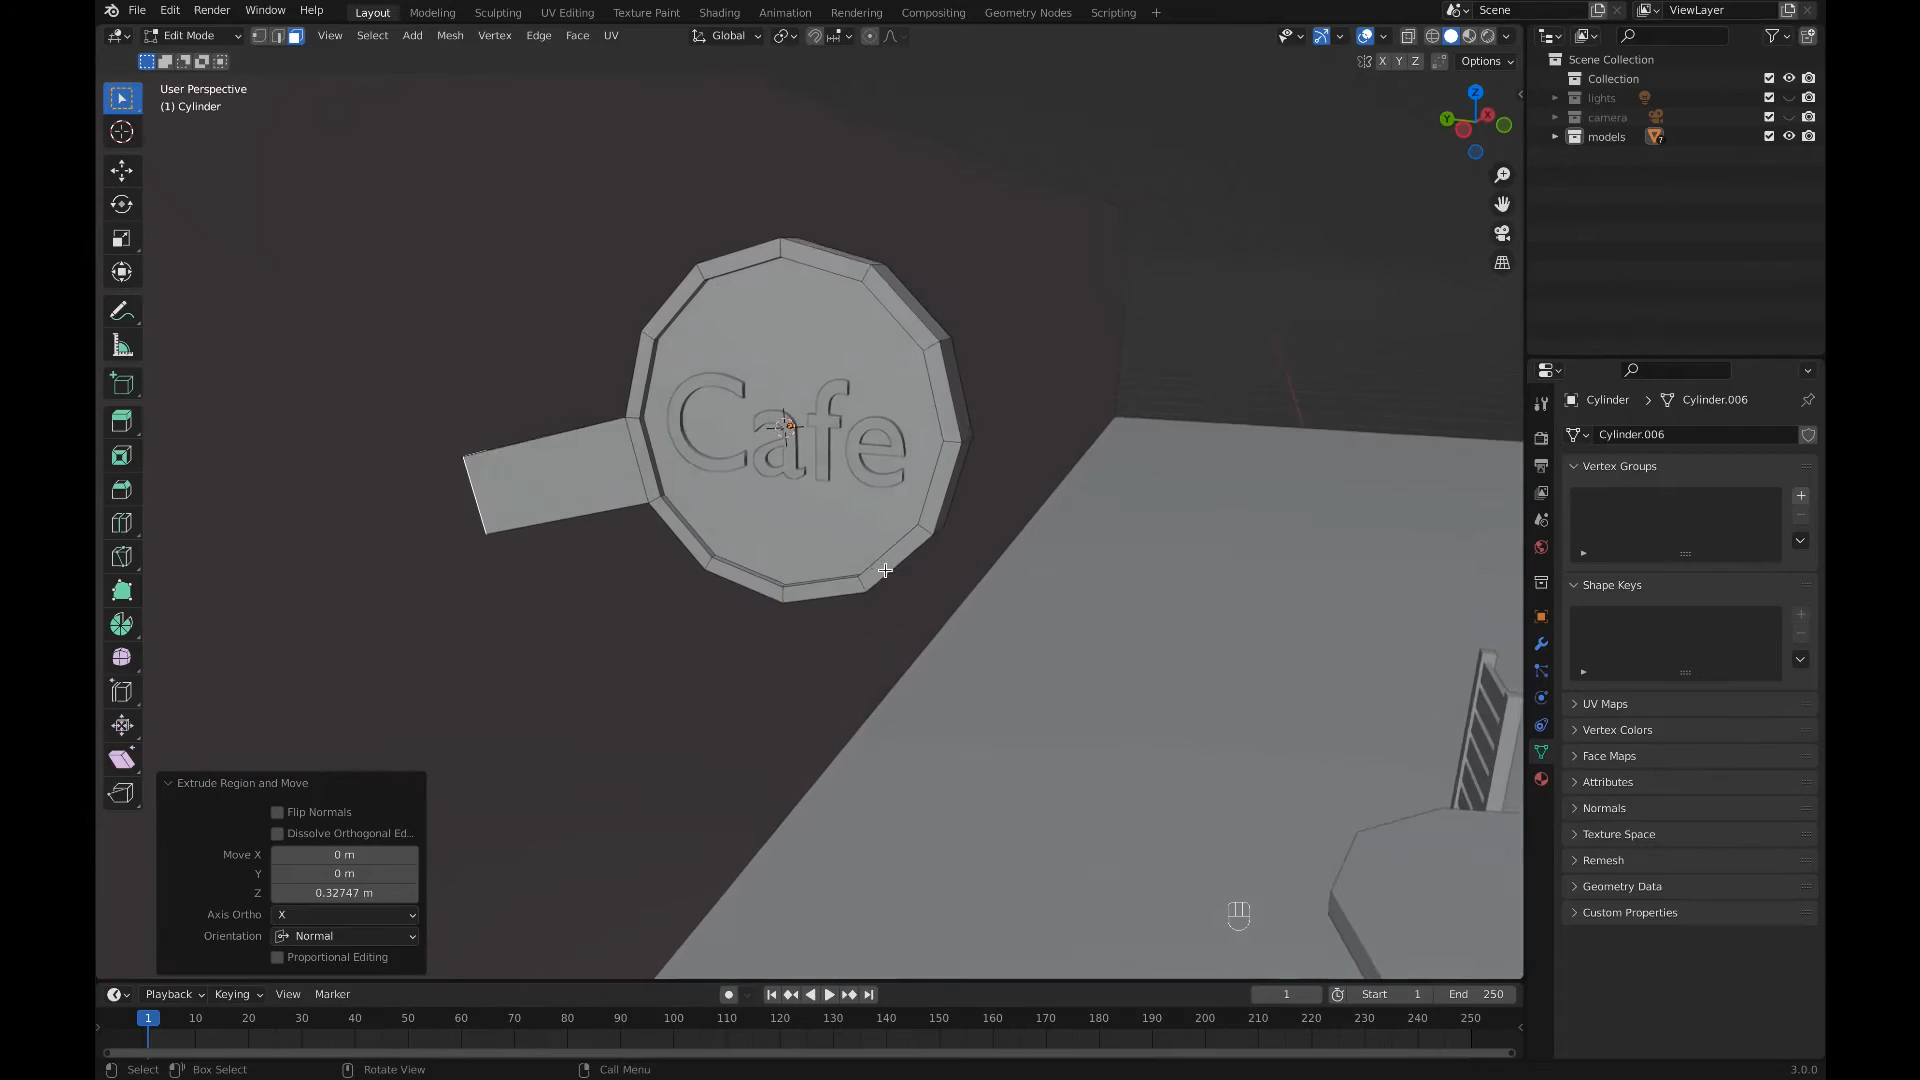 File Edit Render Window Help
Layout Modeling Sculpting UV Editing Texture Paint Shading Animation Rendering Compositing Geometry Nodes Scripting +
Scene ViewLayer
Edit Mode View Select Add Mesh Vertex Edge Face UV Global
X Y Z Options
User Perspective
(1) Cylinder
Z
Y X
Cafe
Scene Collection
Collection
lights
camera
models 7
Cylinder Cylinder.006
Cylinder.006
Vertex Groups
Shape Keys
UV Maps
Vertex Colors
Face Maps
Attributes
Normals
Texture Space
Remesh
Geometry Data
Custom Properties
Extrude Region and Move
Flip Normals
Dissolve Orthogonal Ed...
Move X 0 m
Y 0 m
Z 0.32747 m
Axis Ortho X
Orientation Normal
Proportional Editing
Playback Keying View Marker 1 Start 1 End 250
1 10 20 30 40 50 60 70 80 90 100 110 120 130 140 150 160 170 180 190 200 210 220 230 240 250
Select Box Select Rotate View Call Menu 3.0.0